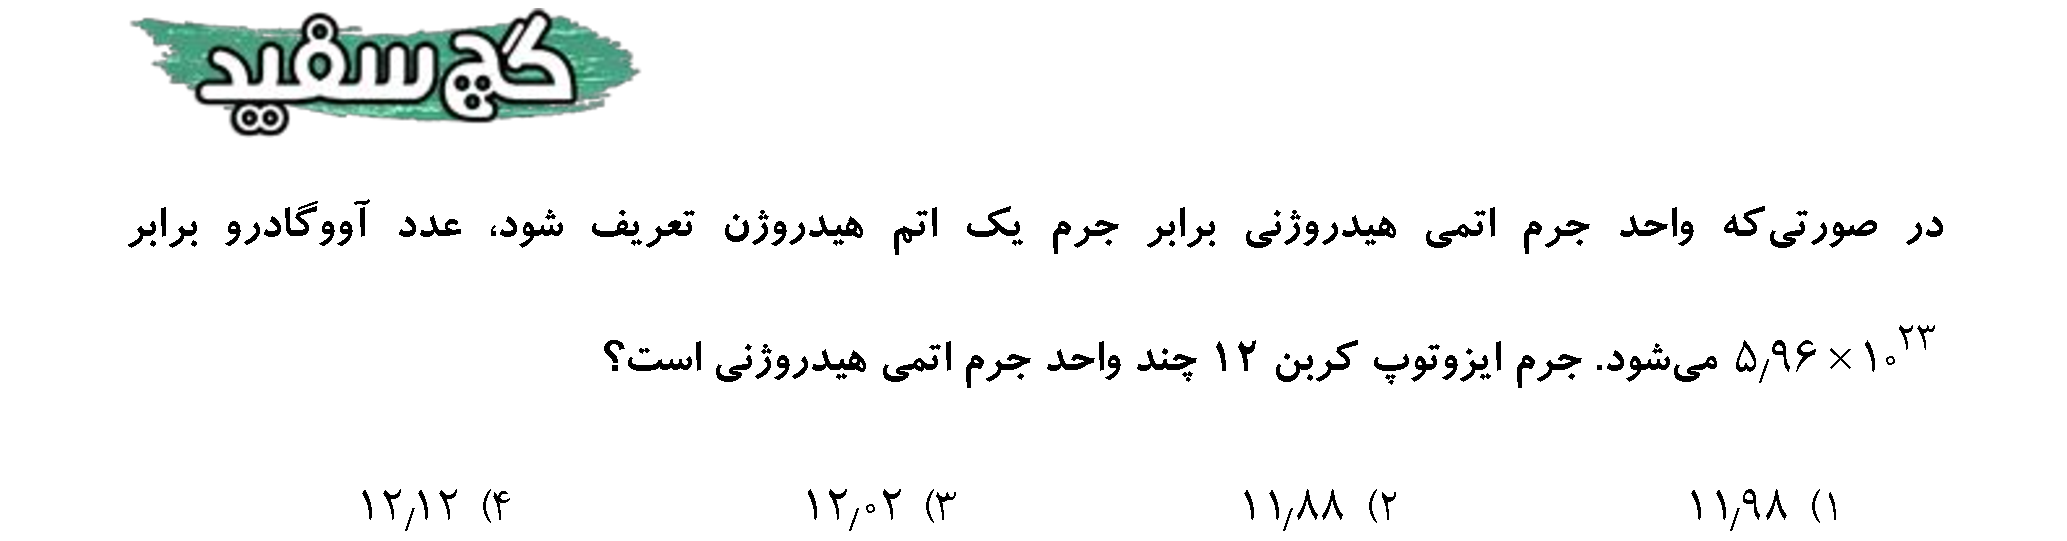 گچ سفید
در صورتی‌که واحد جرم اتمی هیدروژنی برابر جرم یک اتم هیدروژن تعریف شود، عدد آووگادرو برابر
۵٫۹۶ × ۱۰^۲۳ می‌شود. جرم ایزوتوپ کربن ۱۲ چند واحد جرم اتمی هیدروژنی است؟
۱) ۱۱٫۹۸ ۲) ۱۱٫۸۸ ۳) ۱۲٫۰۲ ۴) ۱۲٫۱۲